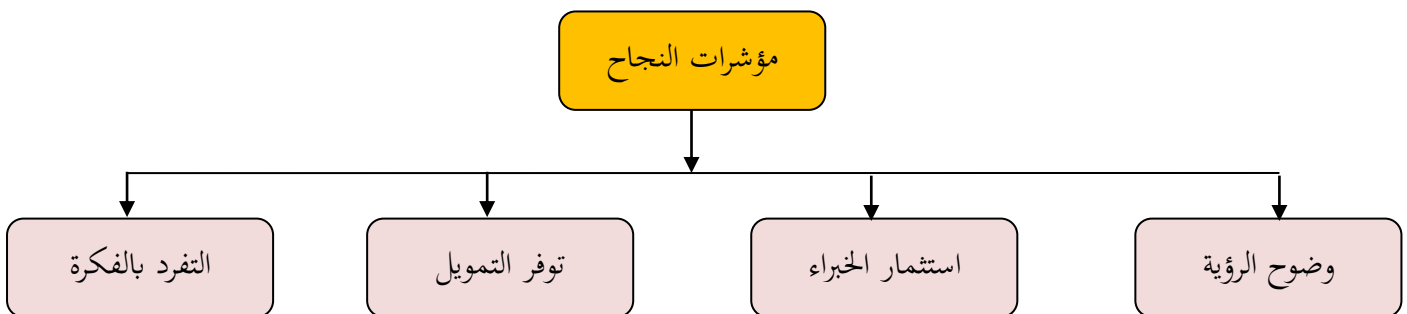 مؤشرات النجاح
وضوح الرؤية
استثمار الخبراء
توفر التمويل
التفرد بالفكرة